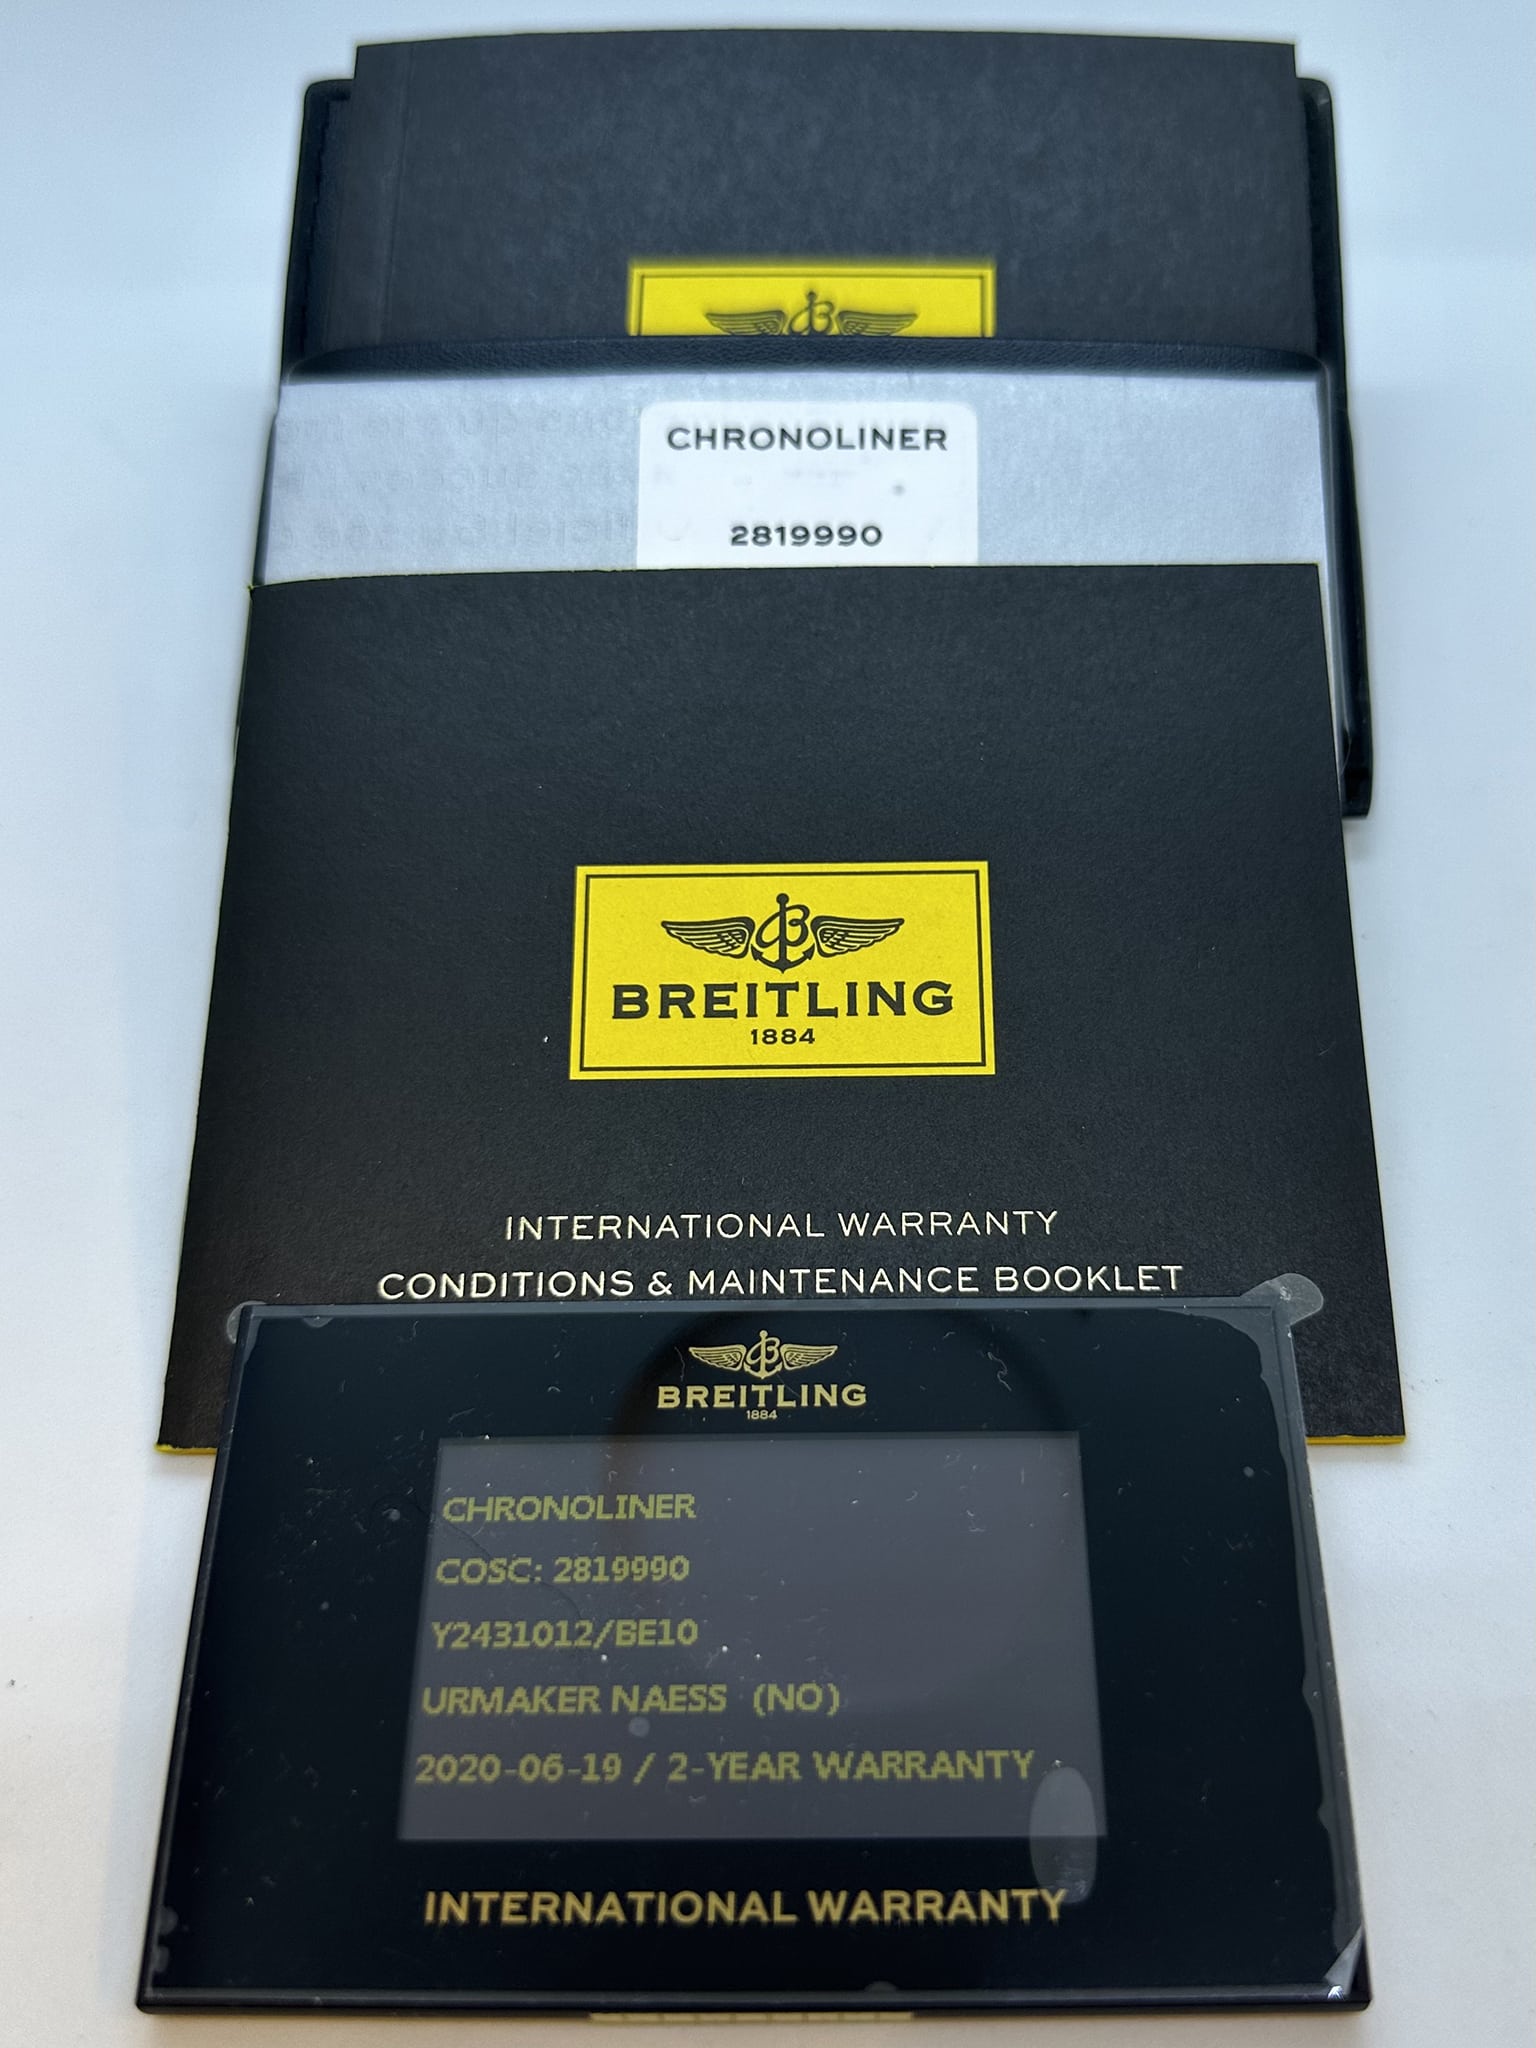 CHRONOLINER
2819990
BREITLING
1884
INTERNATIONAL WARRANTY
CONDITIONS & MAINTENANCE BOOKLET
BREITLING
1884
CHRONOLINER
COSC: 2819990
Y2431012/BE10
URMAKER NAESS (NO)
2020-06-19 / 2-YEAR WARRANTY
INTERNATIONAL WARRANTY